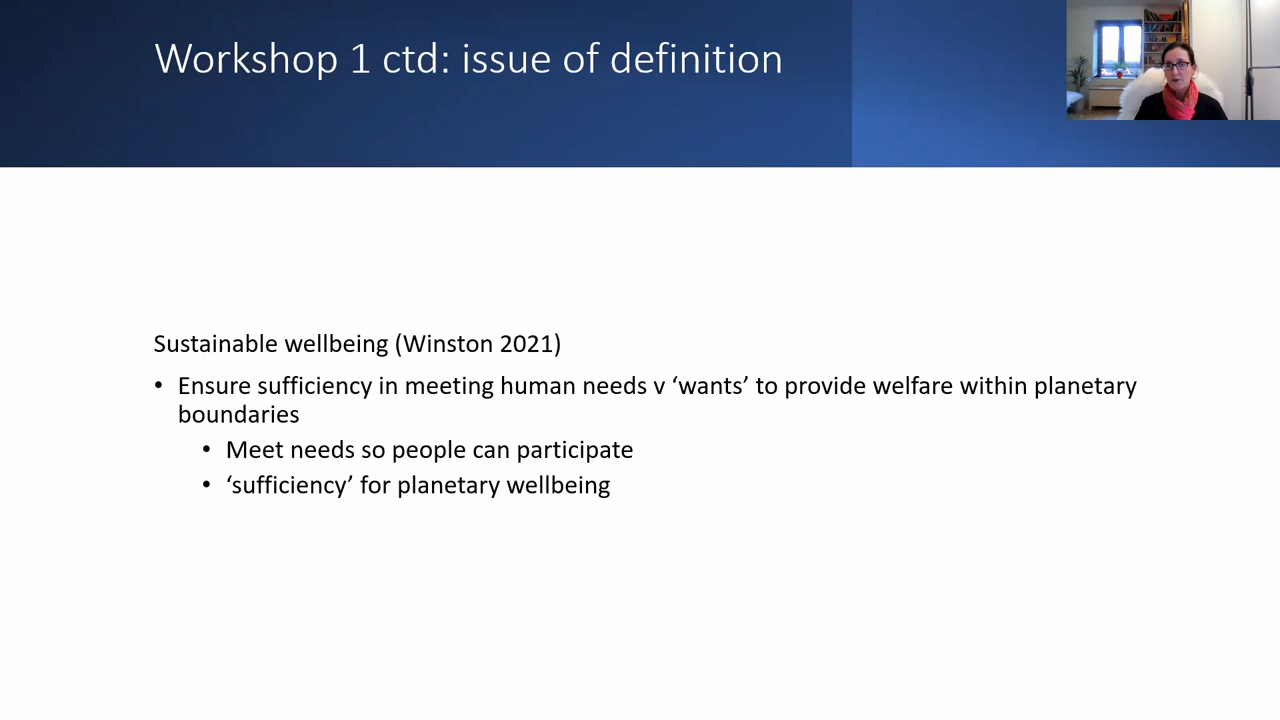 Workshop 1 ctd: issue of definition
Sustainable wellbeing (Winston 2021)
• Ensure sufficiency in meeting human needs v ‘wants’ to provide welfare within planetary
boundaries
• Meet needs so people can participate
• ‘sufficiency’ for planetary wellbeing